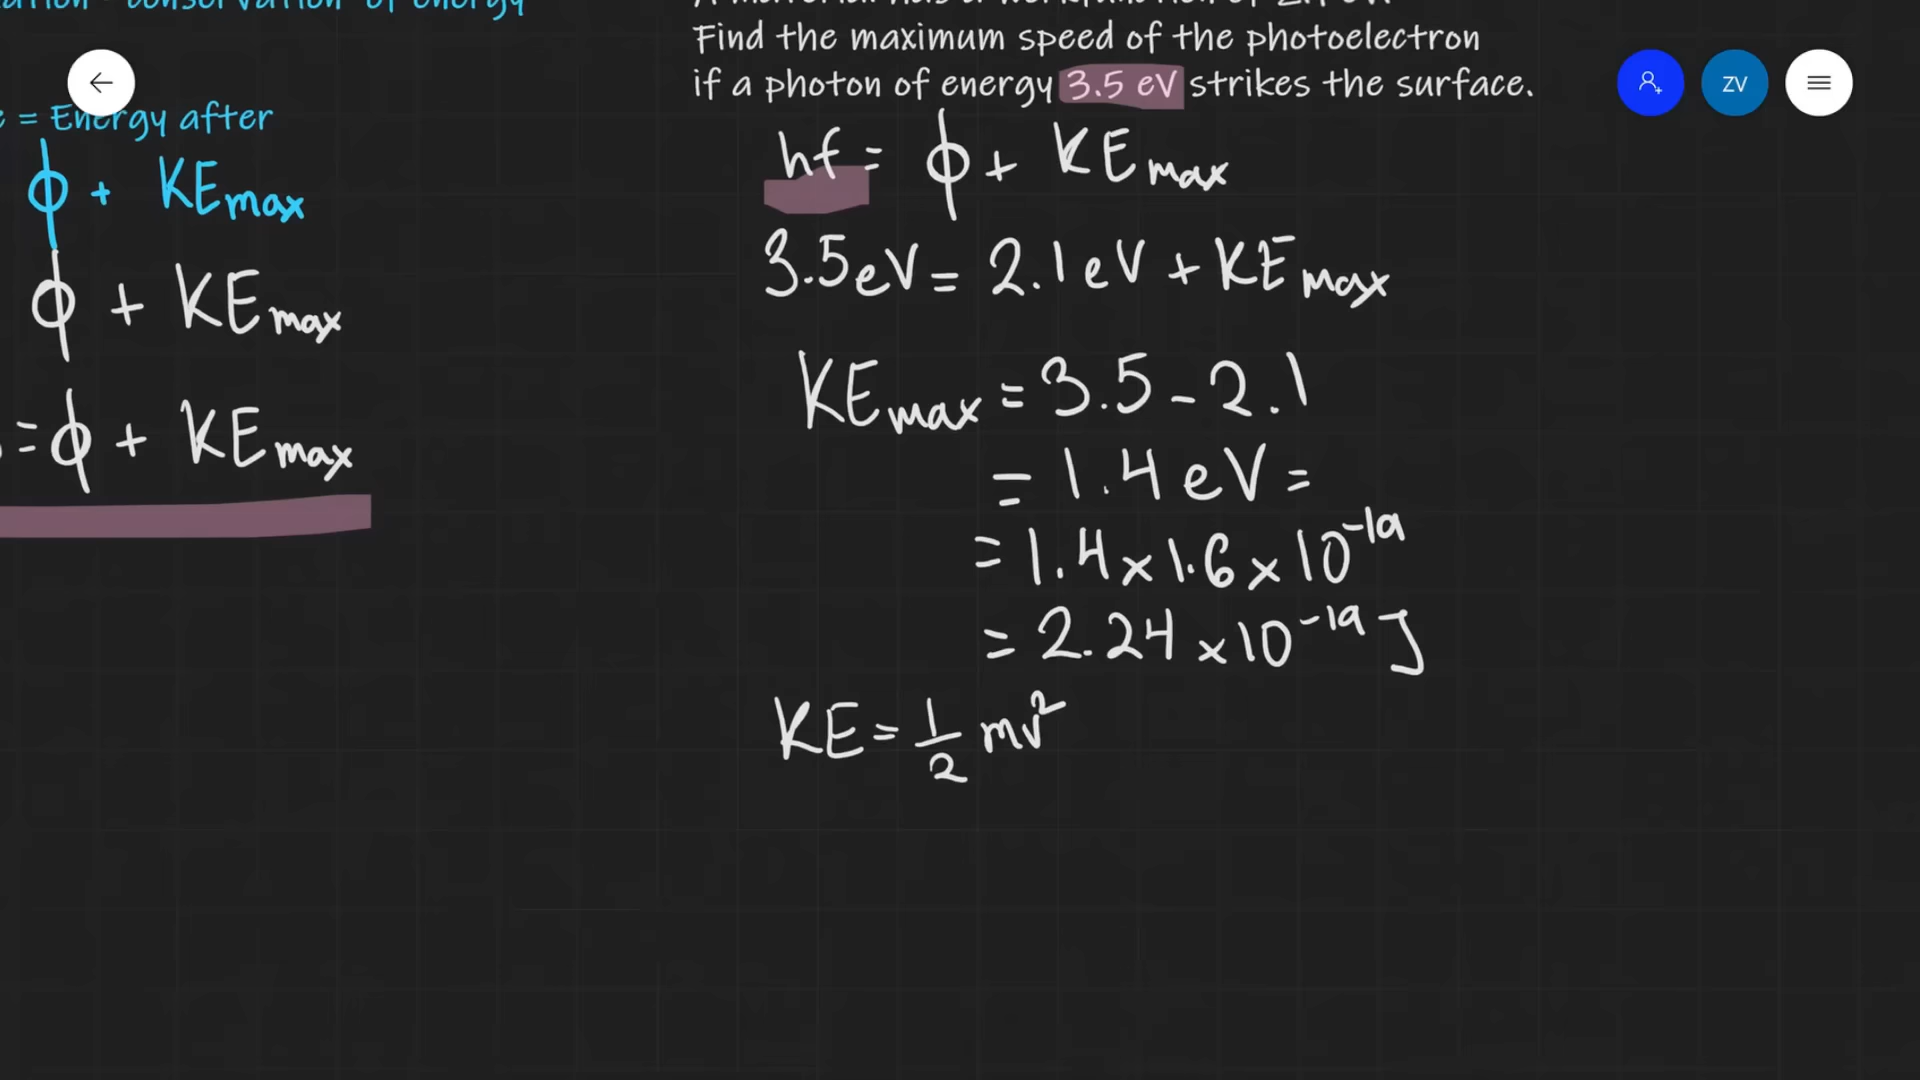 of energy
= Energy after
ϕ + KEmax
ϕ + KEmax
= ϕ + KEmax
Find the maximum speed of the photoelectron
if a photon of energy 3.5 eV strikes the surface.
hf = ϕ + KEmax
3.5eV = 2.1eV + KEmax
KEmax = 3.5 - 2.1
= 1.4 eV =
= 1.4 × 1.6 × 10⁻¹⁹
= 2.24 × 10⁻¹⁹ J
KE = 1/2 mv²
ZV